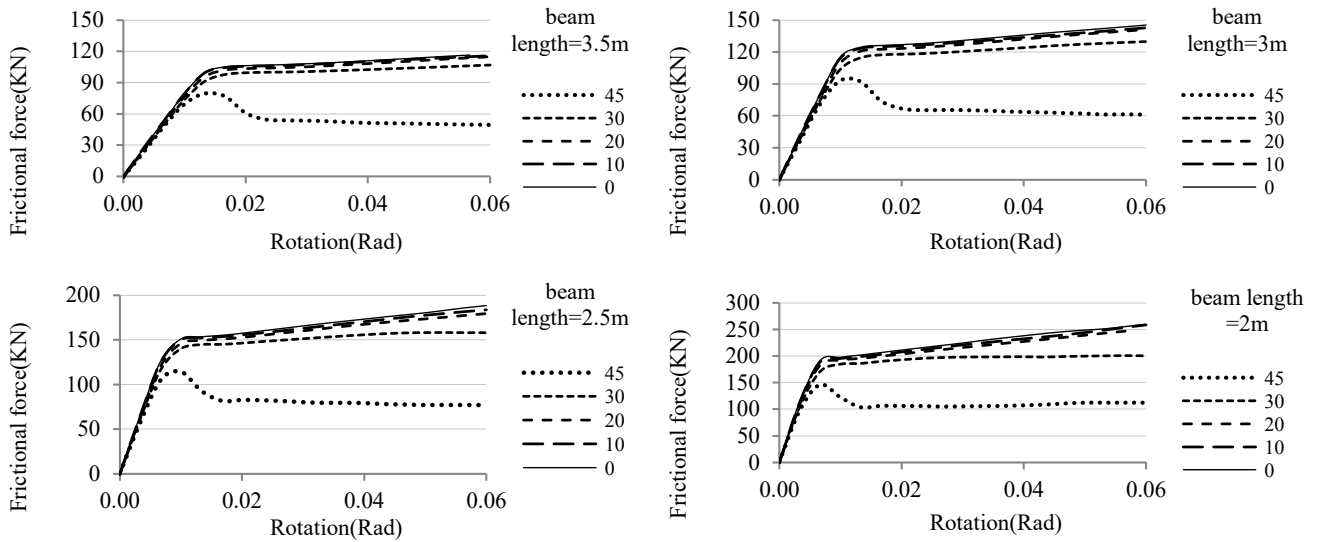 Frictional force(KN)
150
120
90
60
30
0
0.00 0.02 0.04 0.06
Rotation(Rad)
beam
length=3.5m
45
30
20
10
0
Frictional force(KN)
150
120
90
60
30
0
0.00 0.02 0.04 0.06
Rotation(Rad)
beam
length=3m
45
30
20
10
0
Frictional force(KN)
200
150
100
50
0
0.00 0.02 0.04 0.06
Rotation(Rad)
beam
length=2.5m
45
30
20
10
0
Frictional force(KN)
300
250
200
150
100
50
0
0.00 0.02 0.04 0.06
Rotation(Rad)
beam length
=2m
45
30
20
10
0